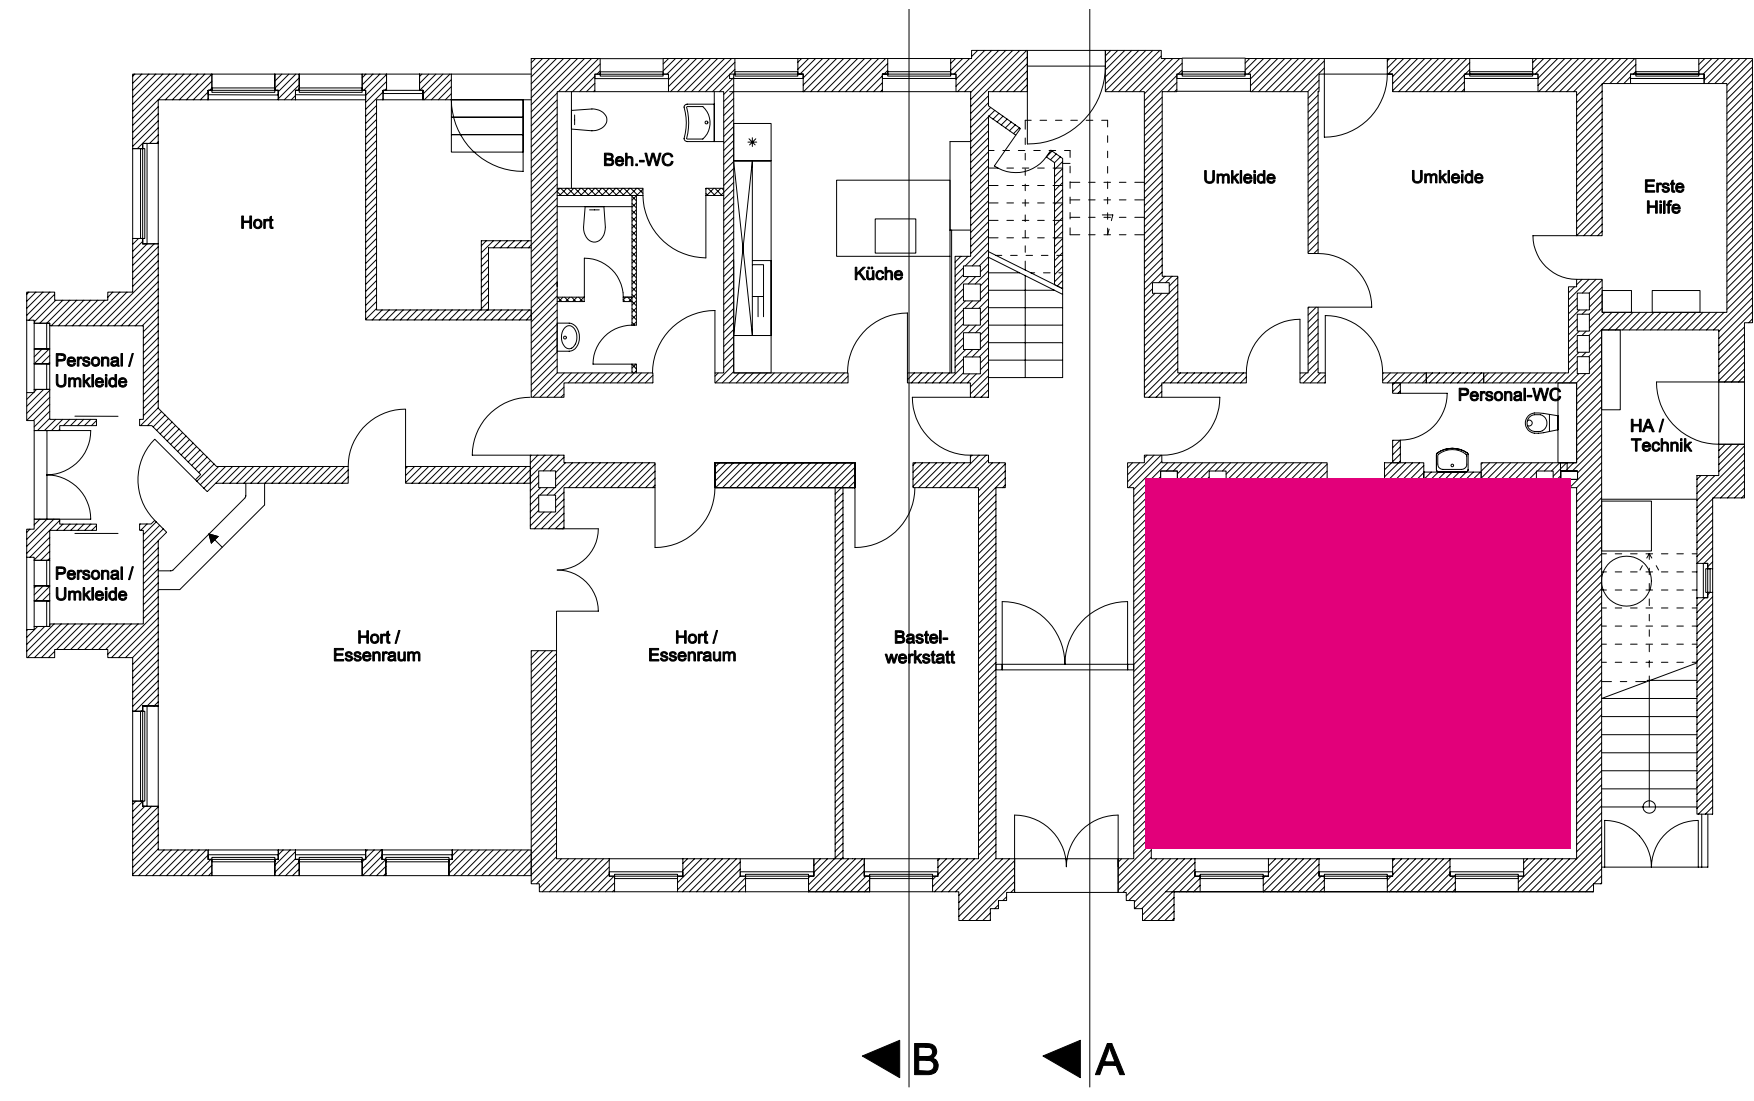 Beh.-WC
Umkleide
Umkleide
Erste
Hilfe
Hort
Küche
Personal /
Umkleide
Personal-WC
HA /
Technik
Personal /
Umkleide
Hort /
Essenraum
Hort /
Essenraum
Bastel-
werkstatt
B
A